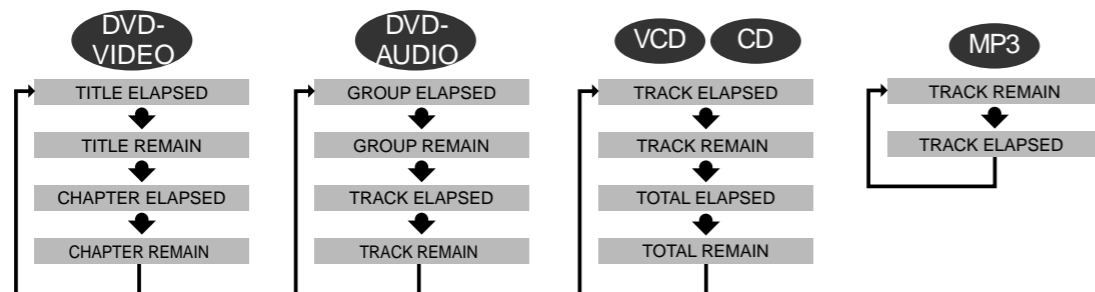 DVD-
VIDEO
TITLE ELAPSED
TITLE REMAIN
CHAPTER ELAPSED
CHAPTER REMAIN
DVD-
AUDIO
GROUP ELAPSED
GROUP REMAIN
TRACK ELAPSED
TRACK REMAIN
VCD CD
TRACK ELAPSED
TRACK REMAIN
TOTAL ELAPSED
TOTAL REMAIN
MP3
TRACK REMAIN
TRACK ELAPSED